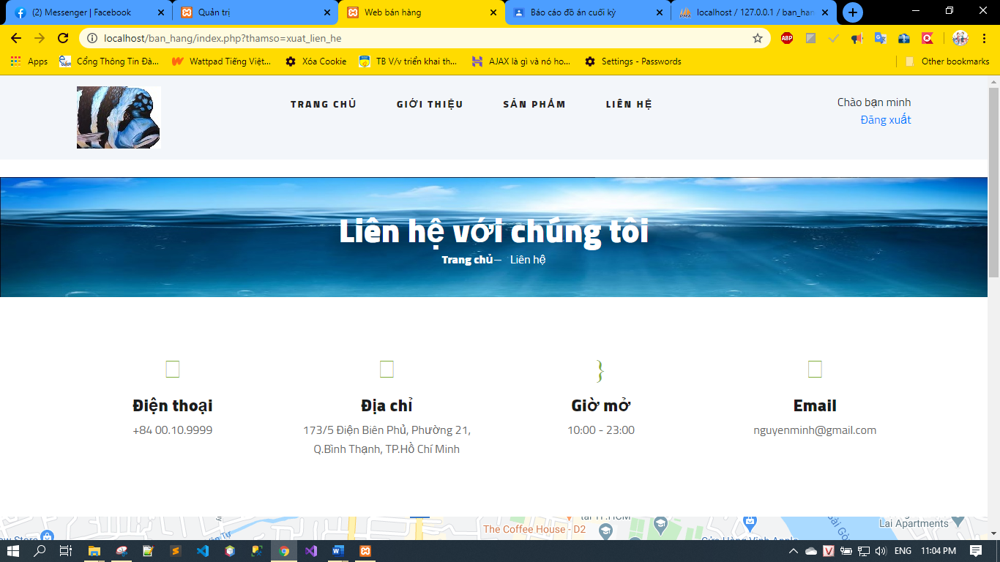 (2) Messenger | Facebook
Quản trị
Web bán hàng
Báo cáo đồ án cuối kỳ
localhost / 127.0.0.1 / ban_han
localhost/ban_hang/index.php?thamso=xuat_lien_he
Apps
Cổng Thông Tin Đà...
Wattpad Tiếng Việt...
Xóa Cookie
TB V/v triển khai th...
AJAX là gì và nó ho...
Settings - Passwords
Other bookmarks
TRANG CHỦ
GIỚI THIỆU
SẢN PHẨM
LIÊN HỆ
Chào bạn minh
Đăng xuất
Liên hệ với chúng tôi
Trang chủ— Liên hệ
Điện thoại
+84 00.10.9999
Địa chỉ
173/5 Điện Biên Phủ, Phường 21,
Q.Bình Thạnh, TP.Hồ Chí Minh
}
Giờ mở
10:00 - 23:00
Email
nguyenminh@gmail.com
The Coffee House - D2
Lai Apartments
ENG
11:04 PM